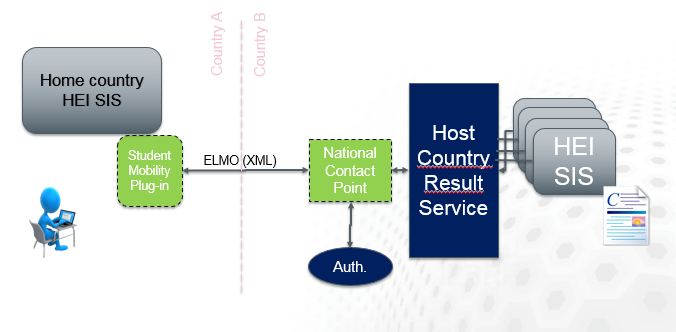 Country A
Country B
Home country
HEI SIS
Student
Mobility
Plug-in
ELMO (XML)
National
Contact
Point
Auth.
Host
Country
Result
Service
HEI
SIS
C